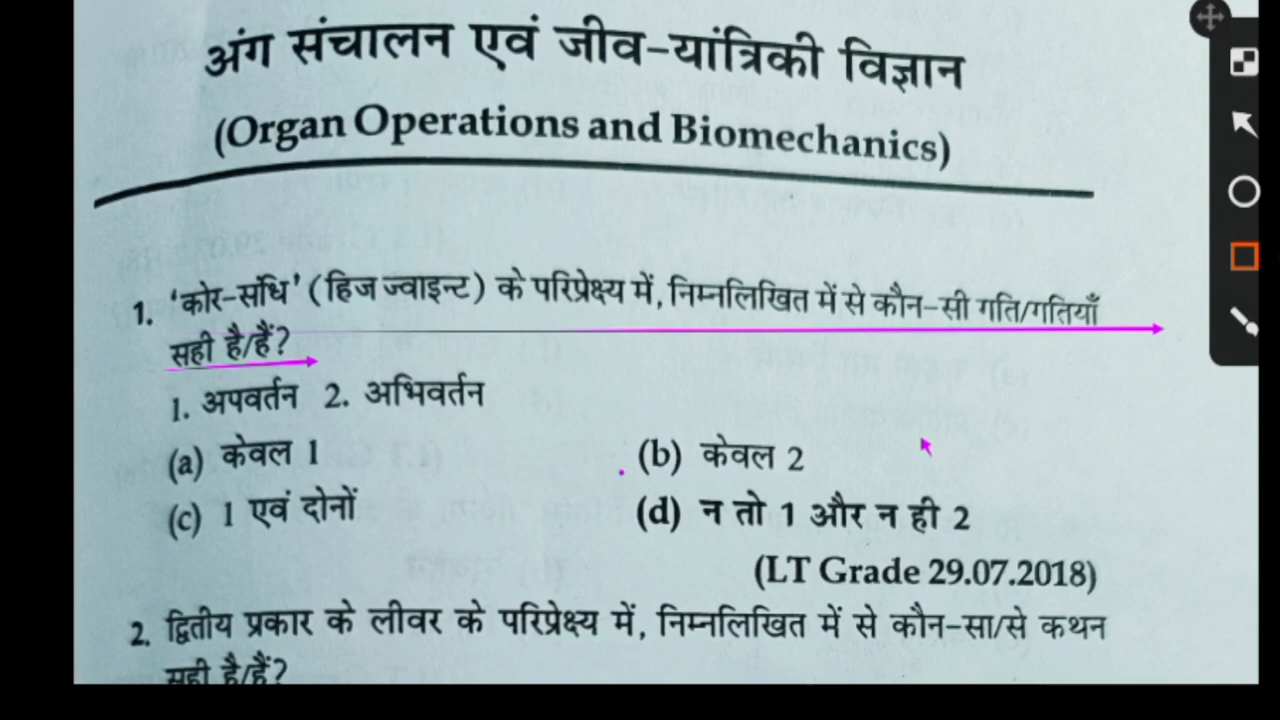 अंग संचालन एवं जीव-यांत्रिकी विज्ञान
(Organ Operations and Biomechanics)
1. 'कोर-संधि' (हिज ज्वाइन्ट) के परिप्रेक्ष्य में, निम्नलिखित में से कौन-सी गति/गतियाँ
सही है/हैं?
1. अपवर्तन 2. अभिवर्तन
(a) केवल 1 (b) केवल 2
(c) 1 एवं दोनों (d) न तो 1 और न ही 2
(LT Grade 29.07.2018)
2. द्वितीय प्रकार के लीवर के परिप्रेक्ष्य में, निम्नलिखित में से कौन-सा/से कथन
सही है/हैं?